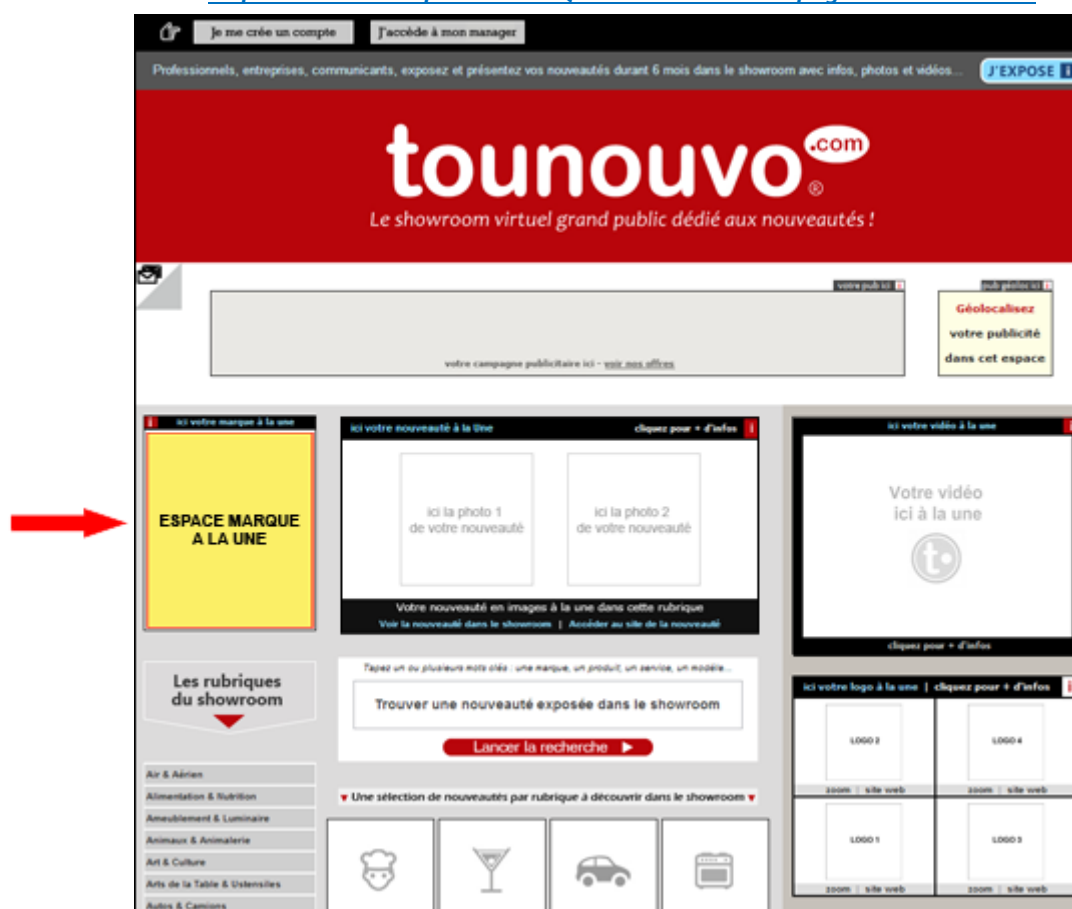 Je me crée un compte
J'accède à mon manager
Professionnels, entreprises, communicants, exposez et présentez vos nouveautés durant 6 mois dans le showroom avec infos, photos et vidéos...
J'EXPOSE i
tounouvo.com®
Le showroom virtuel grand public dédié aux nouveautés !
votre pub ici i
pub géoloc ici i
votre campagne publicitaire ici - voir nos offres
Géolocalisez
votre publicité
dans cet espace
i ici votre marque à la une
ESPACE MARQUE
A LA UNE
ici votre nouveauté à la Une
cliquez pour + d'infos i
ici la photo 1
de votre nouveauté
ici la photo 2
de votre nouveauté
Votre nouveauté en images à la une dans cette rubrique
Voir la nouveauté dans le showroom | Accéder au site de la nouveauté
ici votre vidéo à la une
Votre vidéo
ici à la une
t.
cliquez pour + d'infos
Les rubriques
du showroom
Air & Aérien
Alimentation & Nutrition
Ameublement & Luminaire
Animaux & Animalerie
Art & Culture
Arts de la Table & Ustensiles
Autos & Camions
Tapez un ou plusieurs mots clés : une marque, un produit, un service, un modèle...
Trouver une nouveauté exposée dans le showroom
Lancer la recherche
Une sélection de nouveautés par rubrique à découvrir dans le showroom
ici votre logo à la une | cliquez pour + d'infos i
LOGO 2
LOGO 4
zoom | site web
zoom | site web
LOGO 1
LOGO 3
zoom | site web
zoom | site web